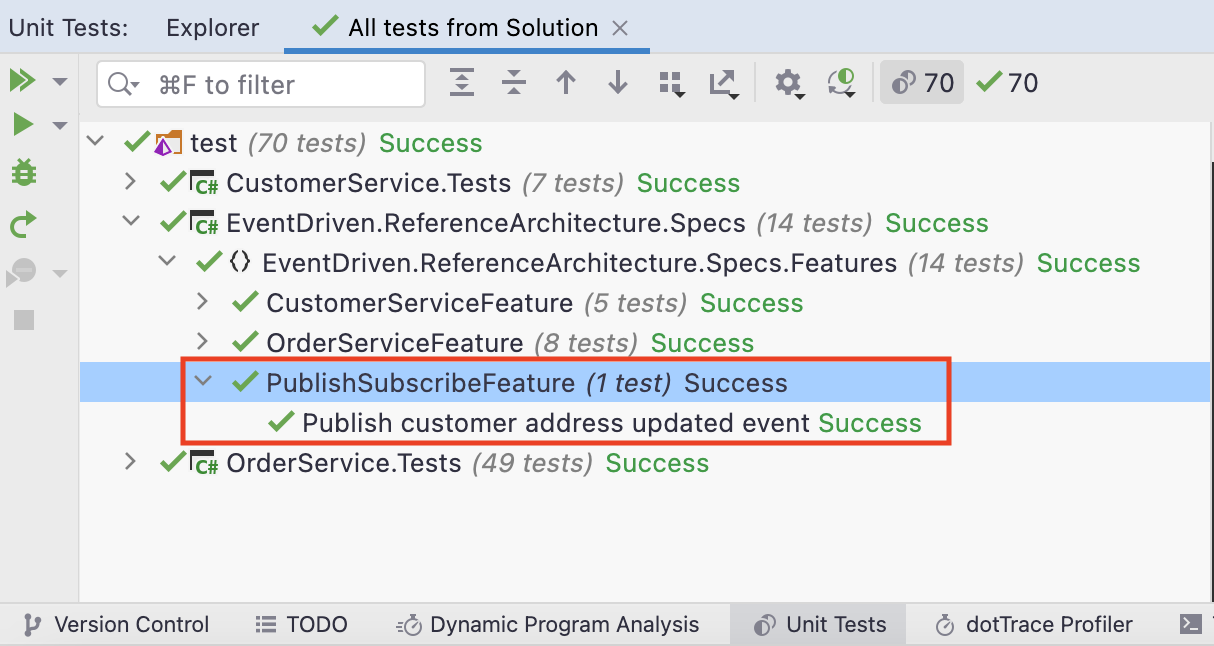 Unit Tests: Explorer All tests from Solution
⌘F to filter 70 70
test (70 tests) Success
C# CustomerService.Tests (7 tests) Success
C# EventDriven.ReferenceArchitecture.Specs (14 tests) Success
EventDriven.ReferenceArchitecture.Specs.Features (14 tests) Success
CustomerServiceFeature (5 tests) Success
OrderServiceFeature (8 tests) Success
PublishSubscribeFeature (1 test) Success
Publish customer address updated event Success
C# OrderService.Tests (49 tests) Success
Version Control TODO Dynamic Program Analysis Unit Tests dotTrace Profiler